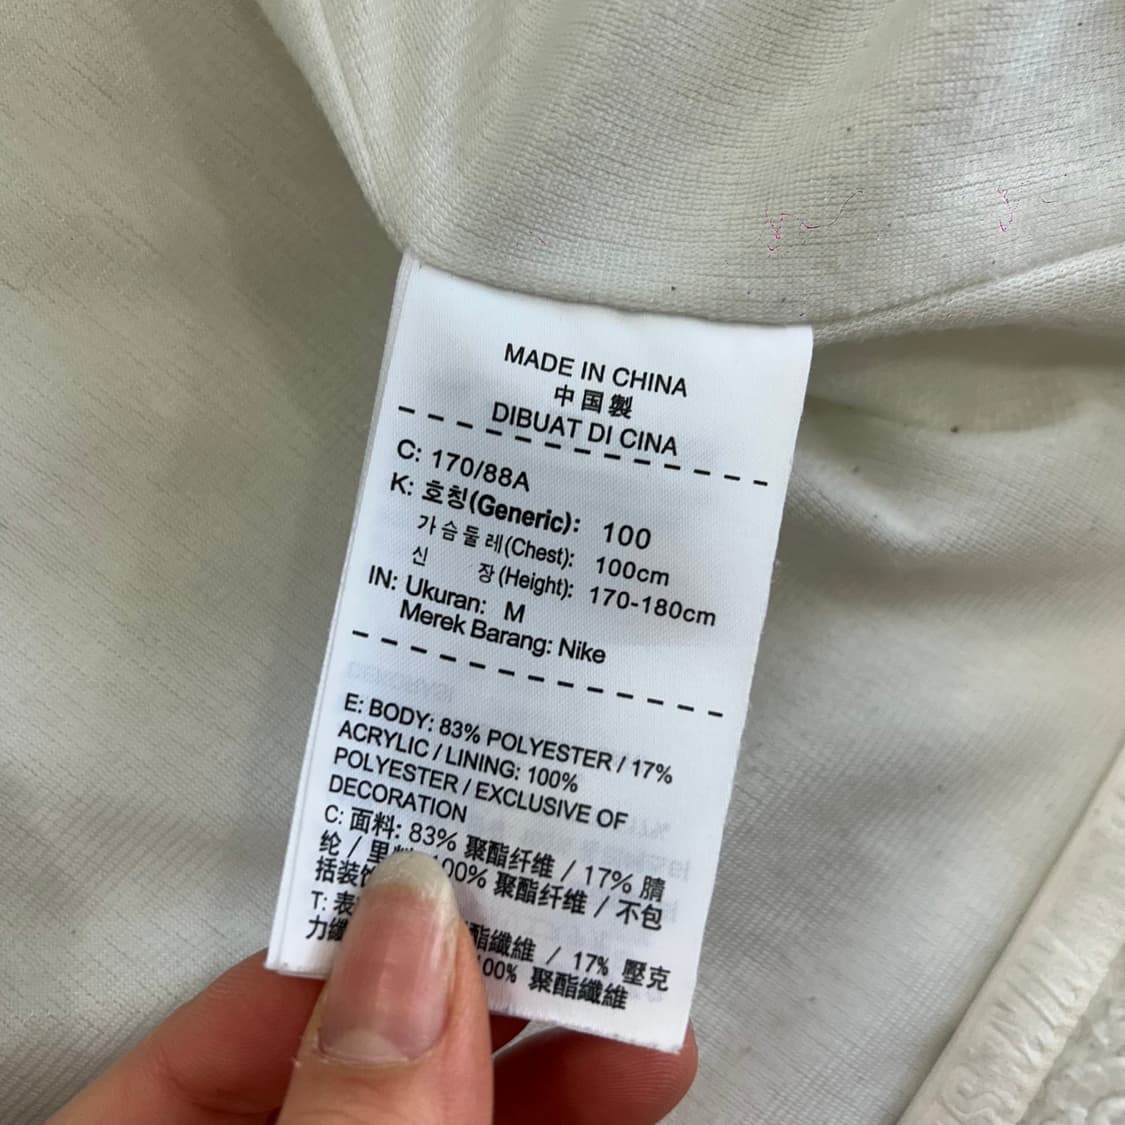 MADE IN CHINA
中国製
DIBUAT DI CINA
C: 170/88A
K: 호칭(Generic): 100
가슴둘레(Chest): 100cm
신 장(Height): 170-180cm
IN: Ukuran: M
Merek Barang: Nike
E: BODY: 83% POLYESTER / 17%
ACRYLIC / LINING: 100%
POLYESTER / EXCLUSIVE OF
DECORATION
C: 面料: 83% 聚酯纤维 / 17% 腈
纶 / 里料: 100% 聚酯纤维 / 不包
括装饰
T: 表 酯纖維 / 17% 壓克
力纖 100% 聚酯纖維